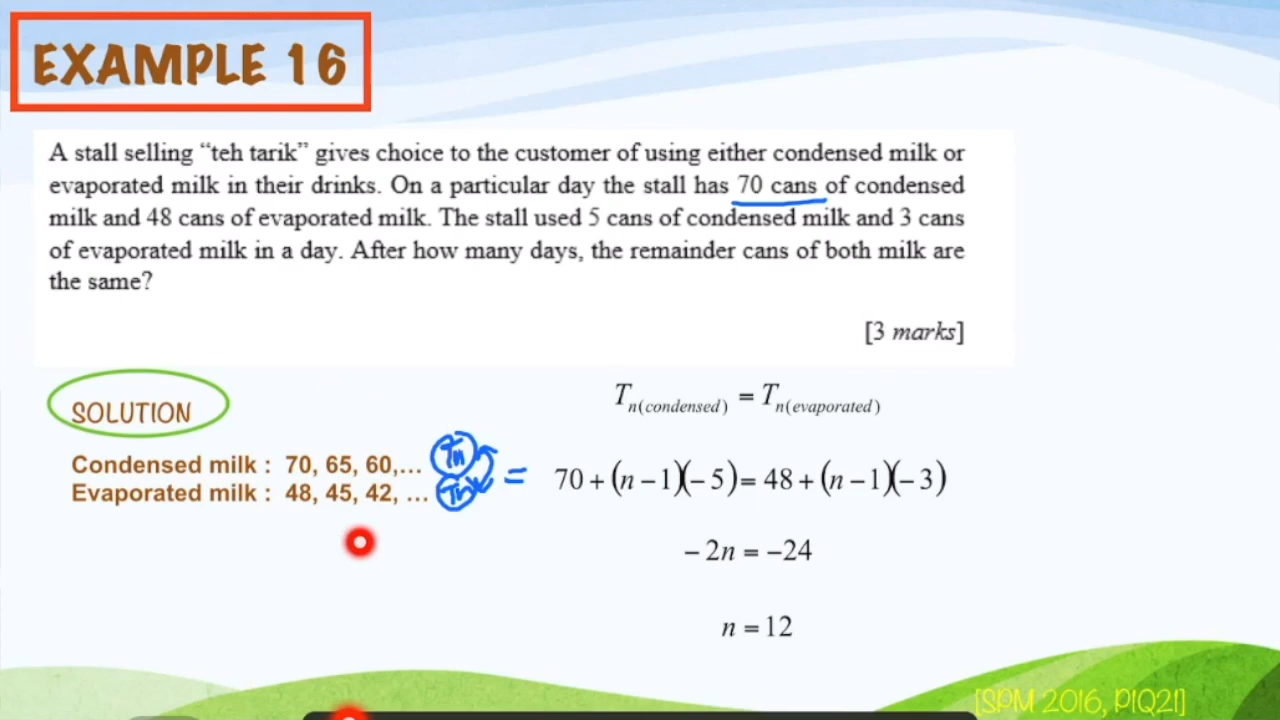 EXAMPLE 16
A stall selling “teh tarik” gives choice to the customer of using either condensed milk or
evaporated milk in their drinks. On a particular day the stall has 70 cans of condensed
milk and 48 cans of evaporated milk. The stall used 5 cans of condensed milk and 3 cans
of evaporated milk in a day. After how many days, the remainder cans of both milk are
the same?
[3 marks]
SOLUTION
Condensed milk : 70, 65, 60,... Tn
Evaporated milk : 48, 45, 42, ... Tn
=
Tn(condensed) = Tn(evaporated)
70 + (n – 1)(– 5) = 48 + (n – 1)(– 3)
– 2n = –24
n = 12
[SPM 2016, P1Q21]